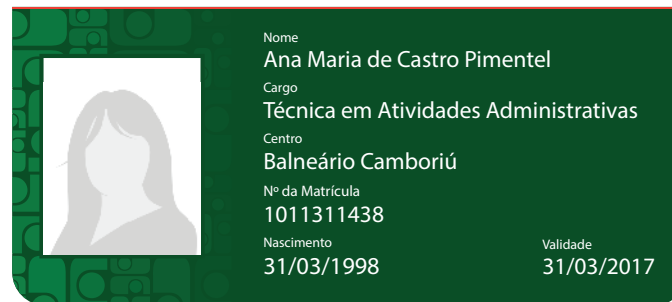 Nome
Ana Maria de Castro Pimentel
Cargo
Técnica em Atividades Administrativas
Centro
Balneário Camboriú
Nº da Matrícula
1011311438
Nascimento Validade
31/03/1998 31/03/2017